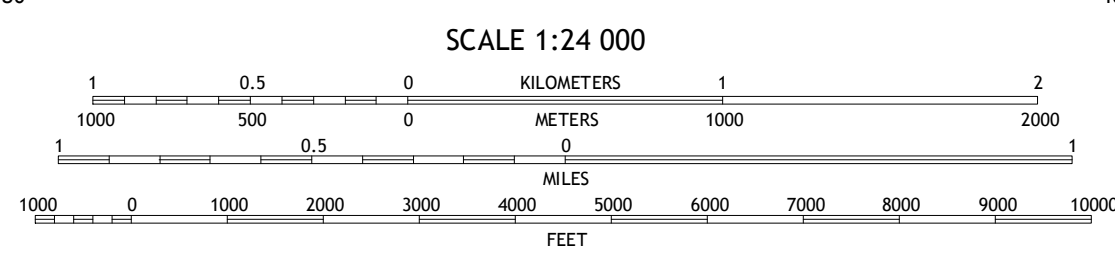 SCALE 1:24 000
1 0.5 0 KILOMETERS 1 2
1000 500 0 METERS 1000 2000
1 0.5 0 1
MILES
1000 0 1000 2000 3000 4000 5000 6000 7000 8000 9000 10000
FEET